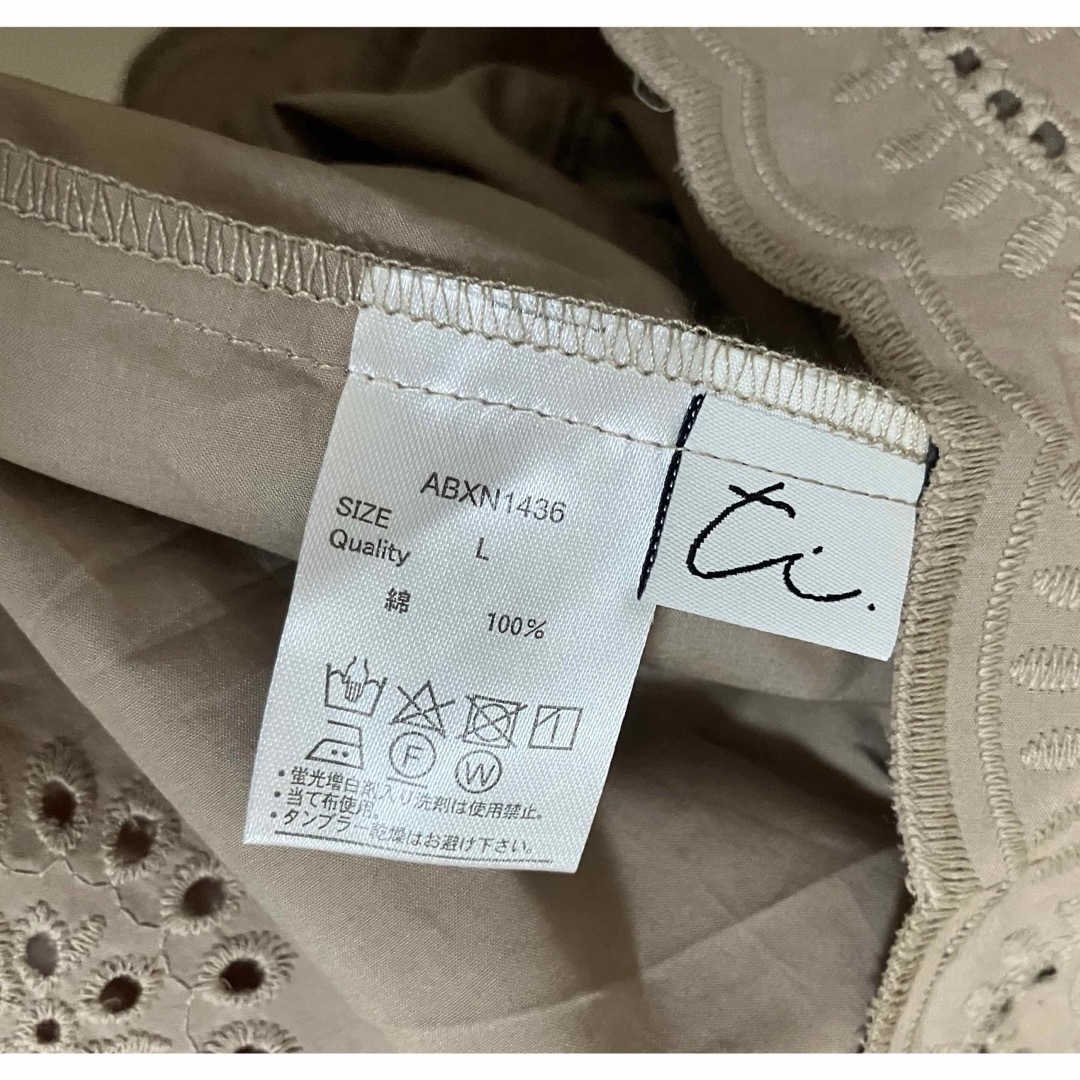 ABXN1436
SIZE L
Quality
綿 100%
F W
・蛍光増白剤入り洗剤は使用禁止。
・当て布使用。
・タンブラー乾燥はお避け下さい。
ti.